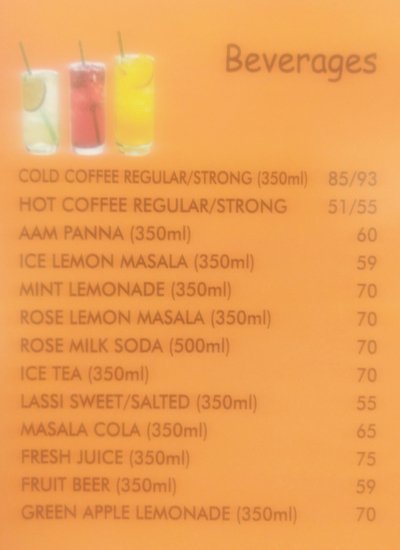 Beverages
COLD COFFEE REGULAR/STRONG (350ml) 85/93
HOT COFFEE REGULAR/STRONG 51/55
AAM PANNA (350ml) 60
ICE LEMON MASALA (350ml) 59
MINT LEMONADE (350ml) 70
ROSE LEMON MASALA (350ml) 70
ROSE MILK SODA (500ml) 70
ICE TEA (350ml) 70
LASSI SWEET/SALTED (350ml) 55
MASALA COLA (350ml) 65
FRESH JUICE (350ml) 75
FRUIT BEER (350ml) 59
GREEN APPLE LEMONADE (350ml) 70